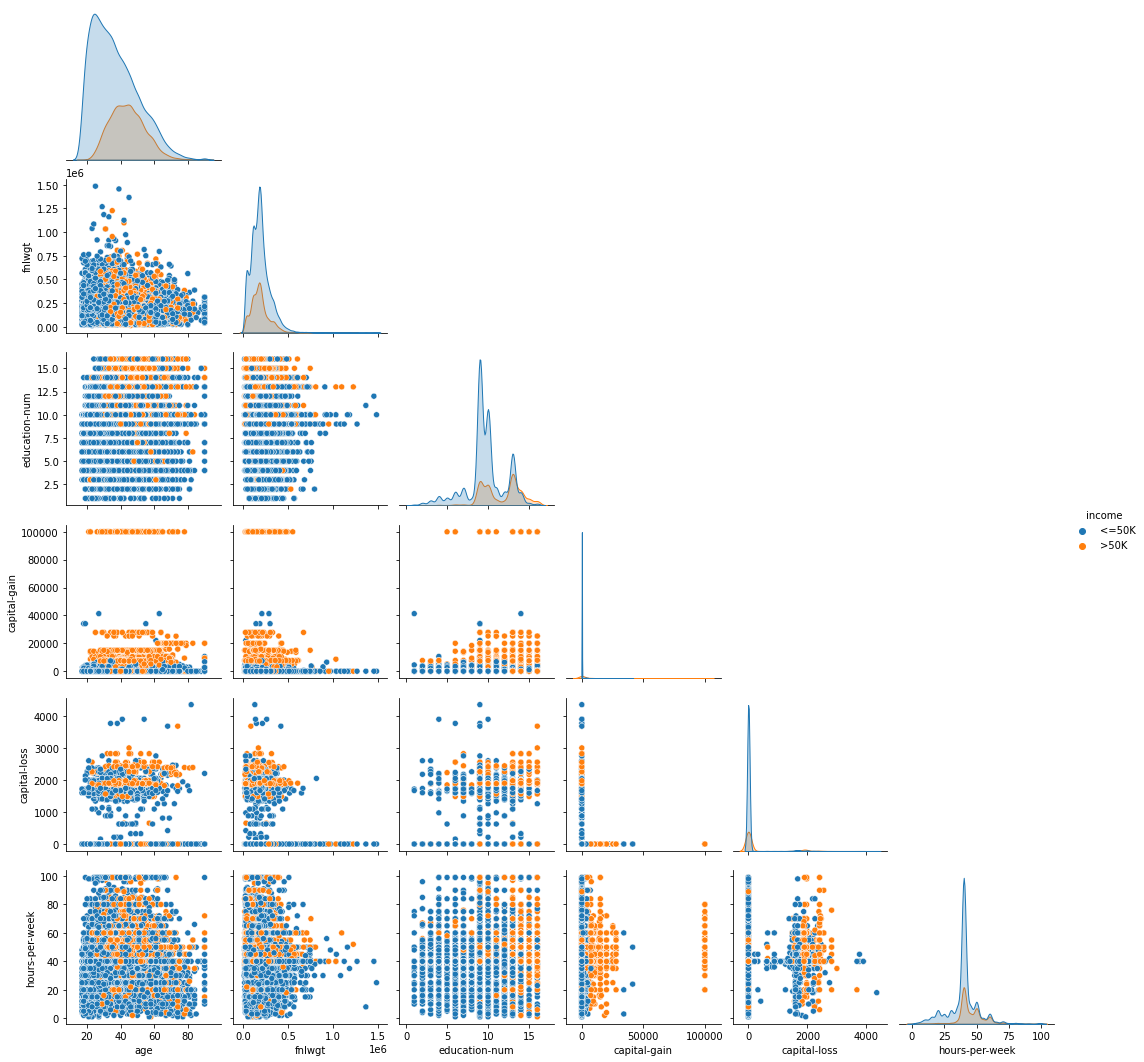 1e6
1.50
1.25
1.00
0.75
0.50
0.25
0.00
fnlwgt
15.0
12.5
10.0
7.5
5.0
2.5
education-num
100000
80000
60000
40000
20000
0
capital-gain
income
<=50K
>50K
4000
3000
2000
1000
0
capital-loss
100
80
60
40
20
0
hours-per-week
20 40 60 80
age
0.0 0.5 1.0 1.5
1e6
fnlwgt
0 5 10 15
education-num
0 50000 100000
capital-gain
0 2000 4000
capital-loss
0 25 50 75 100
hours-per-week